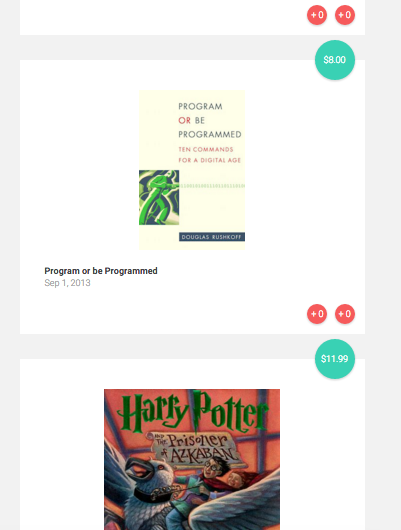 + 0 + 0
$8.00
PROGRAM
OR BE
PROGRAMMED
TEN COMMANDS
FOR A DIGITAL AGE
DOUGLAS RUSHKOFF
Program or be Programmed
Sep 1, 2013
+ 0 + 0
$11.99
Harry Potter
AND THE
Prisoner
of AZKABAN